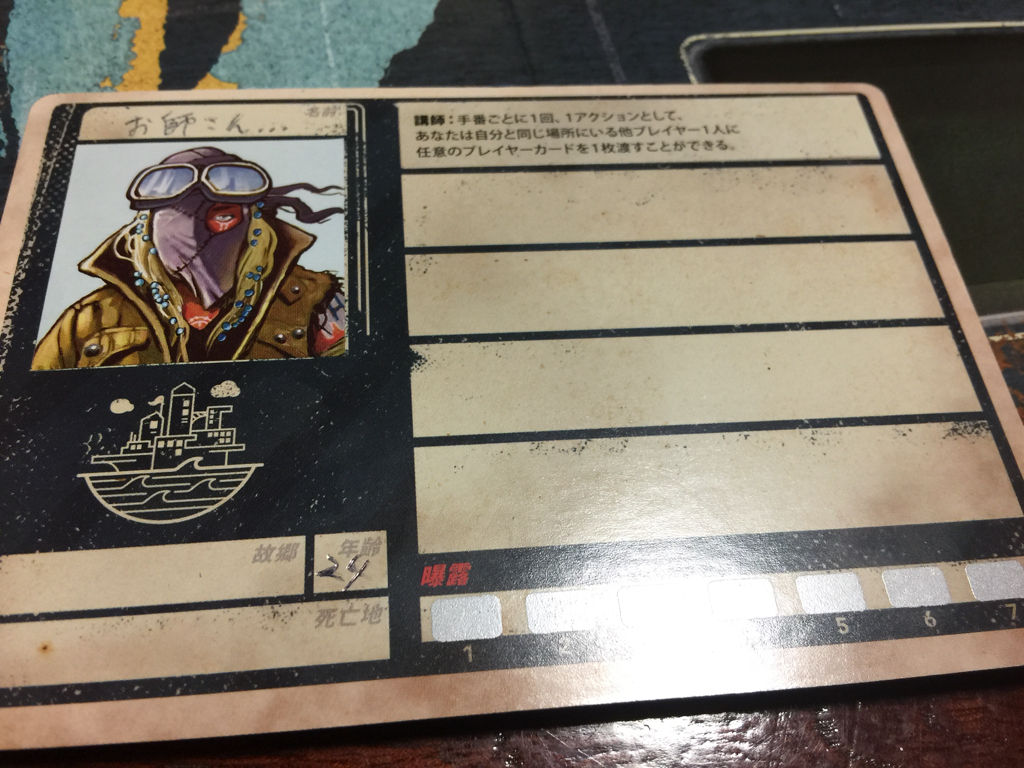 名前
お師さん...
講師：手番ごとに1回、1アクションとして、
あなたは自分と同じ場所にいる他プレイヤー1人に
任意のプレイヤーカードを1枚渡すことができる。
故郷
年齢
24
死亡地
曝露
1
2
5
6
7